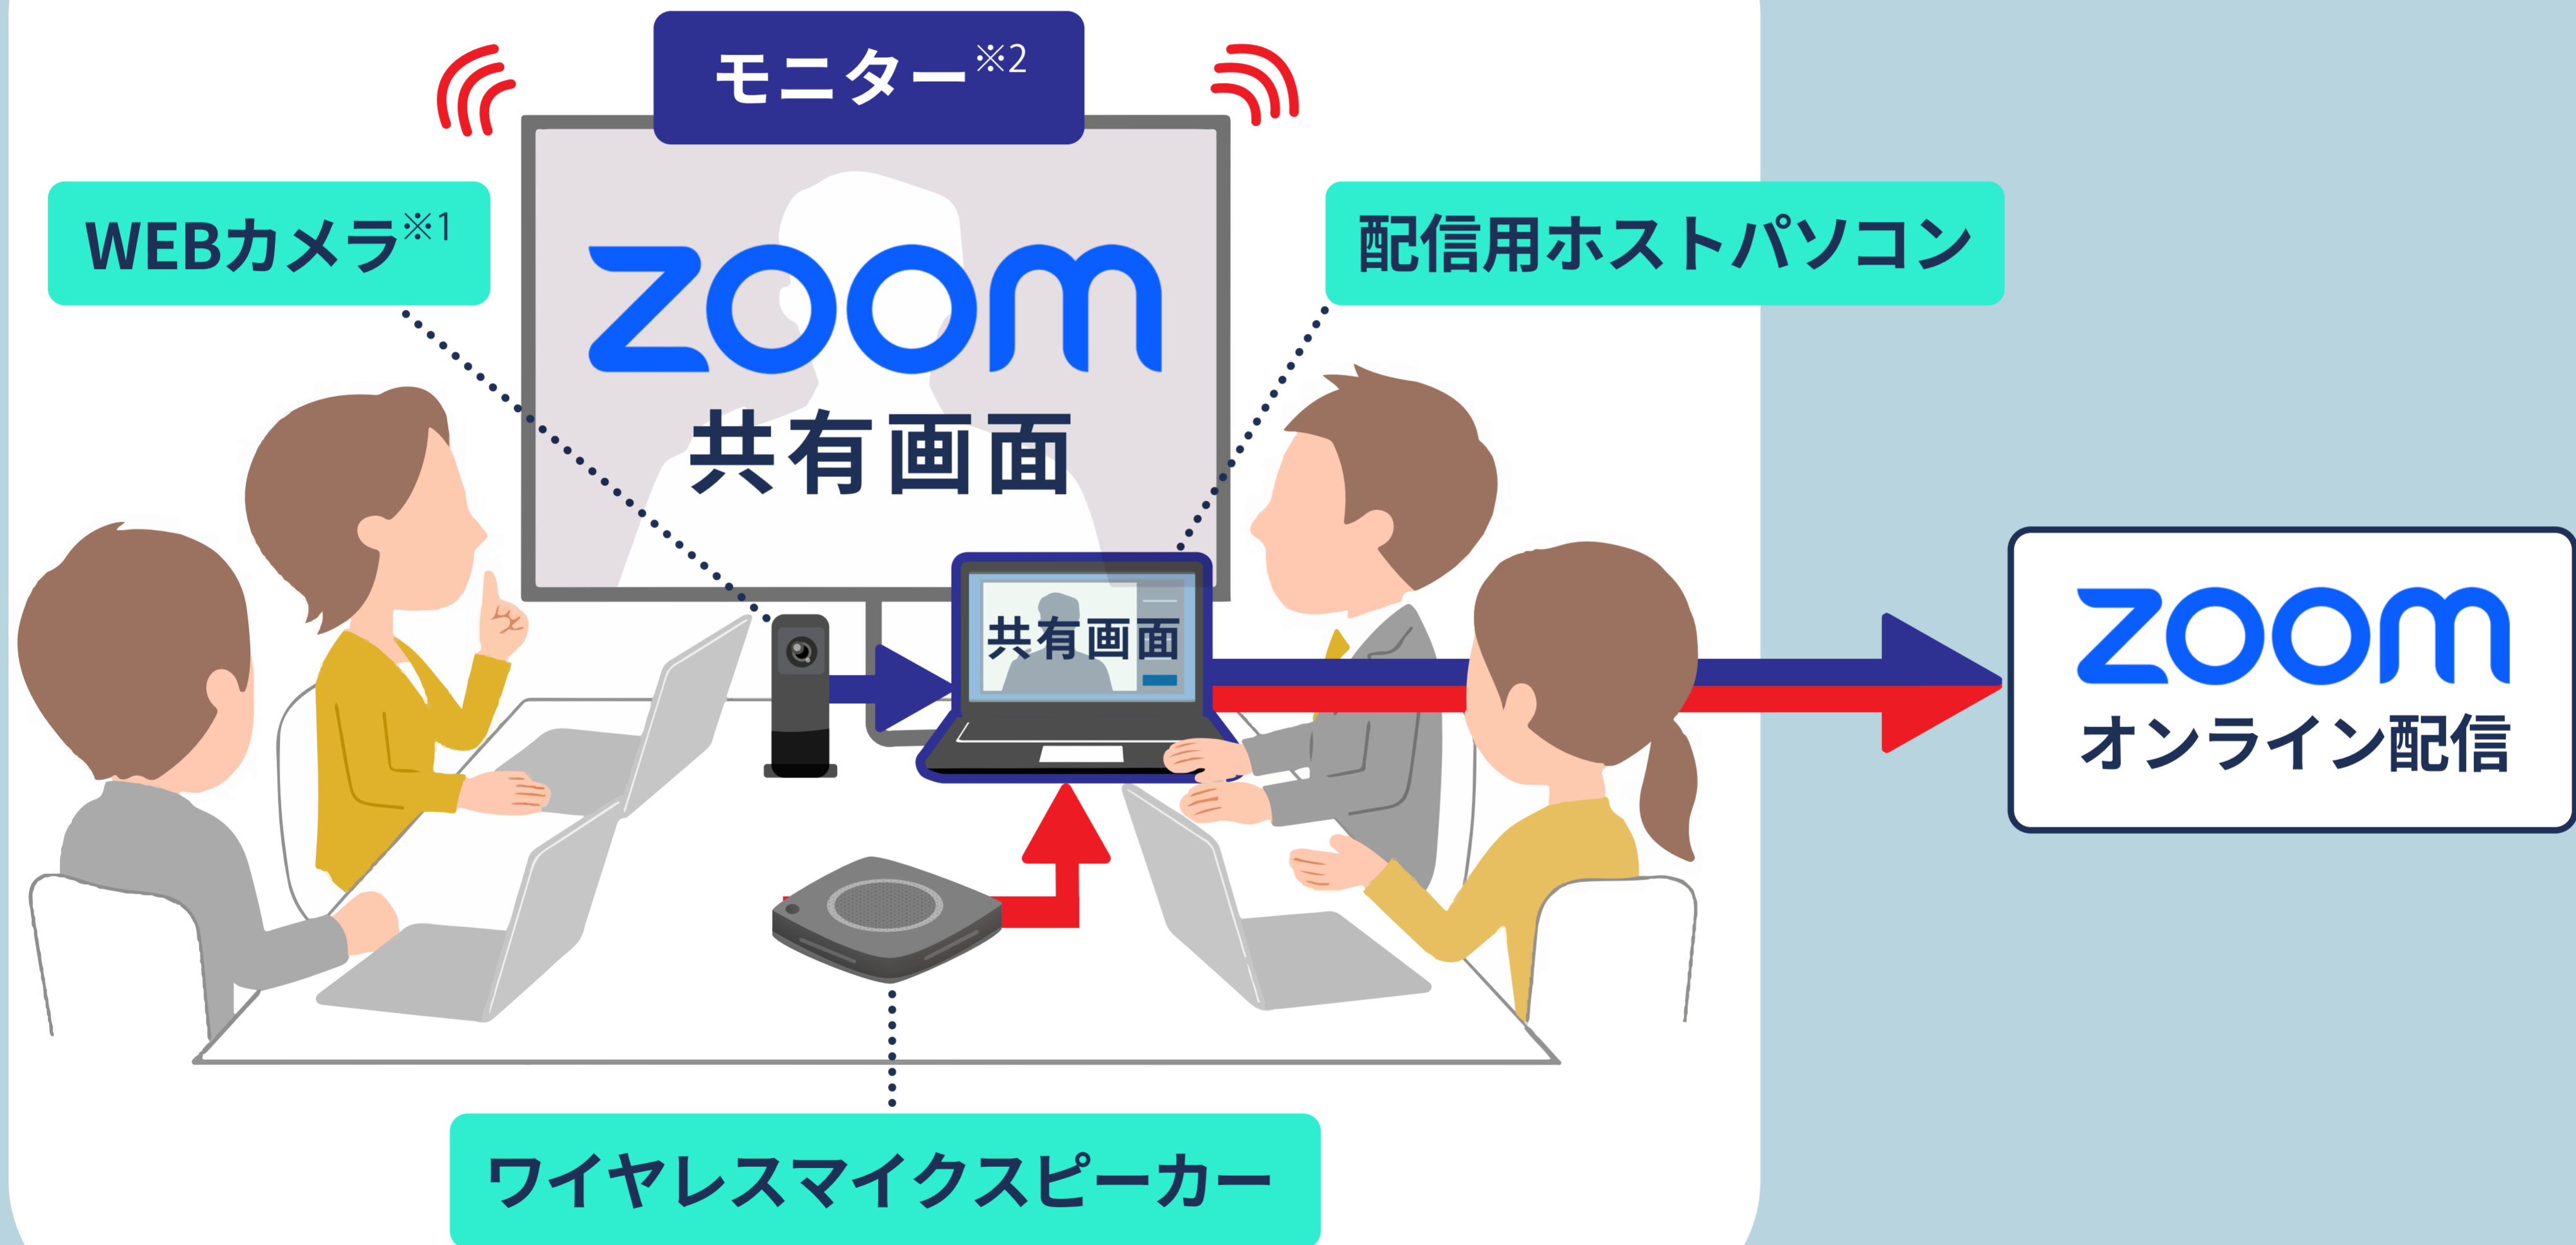 モニター※2
WEBカメラ※1
配信用ホストパソコン
zoom
共有画面
共有画面
zoom
オンライン配信
ワイヤレスマイクスピーカー